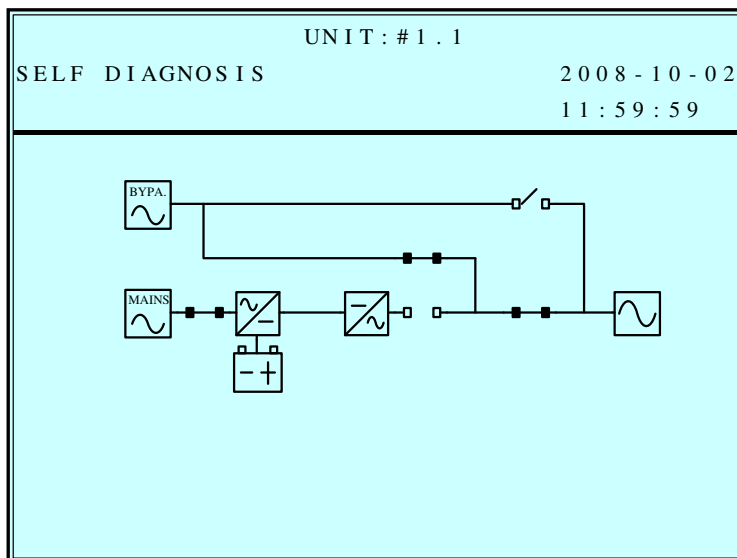 UNIT:#1.1
SELF DIAGNOSIS 2008-10-02
11:59:59
BYPA.
MAINS